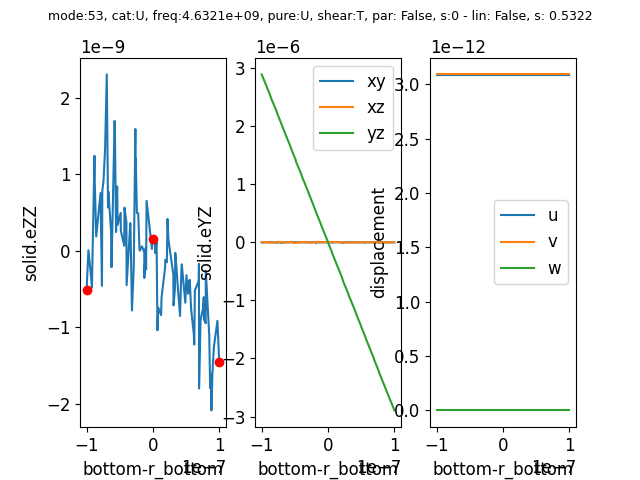 mode:53, cat:U, freq:4.6321e+09, pure:U, shear:T, par: False, s:0 - lin: False, s: 0.5322
1e−9
1e−6
1e−12
2
1
0
−1
−2
solid.eZZ
−1
0
1
1e−7
bottom-r_bottom
3
2
1
0
−1
−2
−3
solid.eYZ
xy
xz
yz
−1
0
1
1e−7
bottom-r_bottom
3.0
2.5
2.0
1.5
1.0
0.5
0.0
displacement
u
v
w
−1
0
1
1e−7
bottom-r_bottom